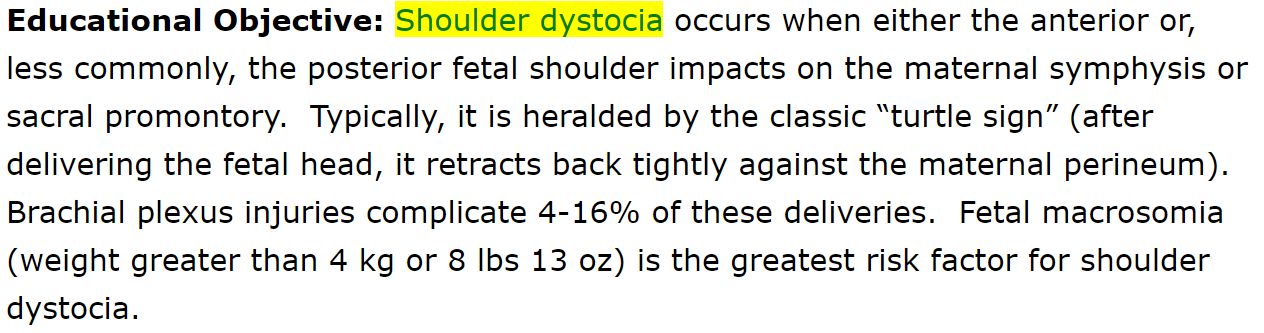 Educational Objective: Shoulder dystocia occurs when either the anterior or,
less commonly, the posterior fetal shoulder impacts on the maternal symphysis or
sacral promontory.  Typically, it is heralded by the classic “turtle sign” (after
delivering the fetal head, it retracts back tightly against the maternal perineum).
Brachial plexus injuries complicate 4-16% of these deliveries.  Fetal macrosomia
(weight greater than 4 kg or 8 lbs 13 oz) is the greatest risk factor for shoulder
dystocia.